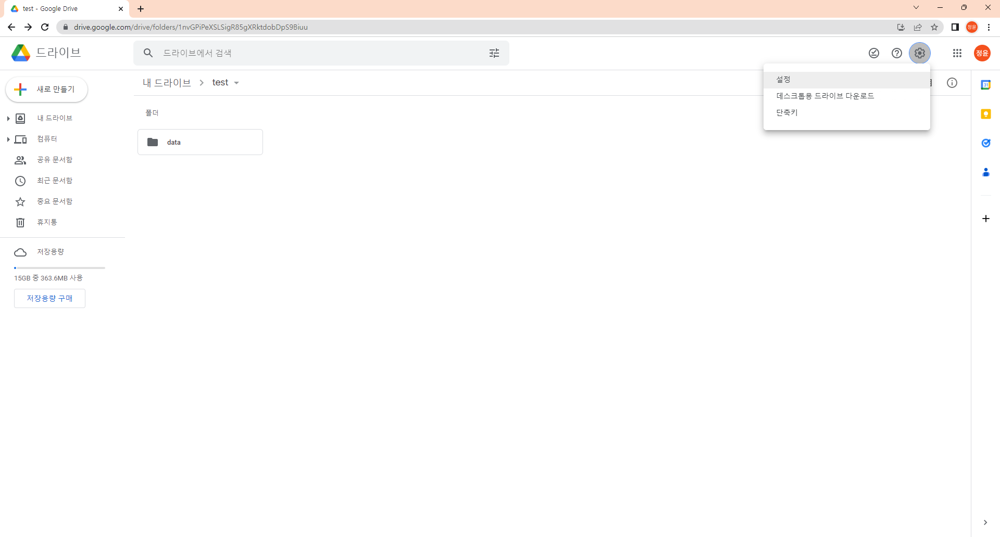 test - Google Drive
drive.google.com/drive/folders/1nvGPiPeXSLSigR85gXRktdobDpS9Biuu
정윤
드라이브
드라이브에서 검색
정윤
설정
데스크톱용 드라이브 다운로드
단축키
새로 만들기
내 드라이브
컴퓨터
공유 문서함
최근 문서함
중요 문서함
휴지통
저장용량
15GB 중 363.6MB 사용
저장용량 구매
내 드라이브 > test
폴더
data
31